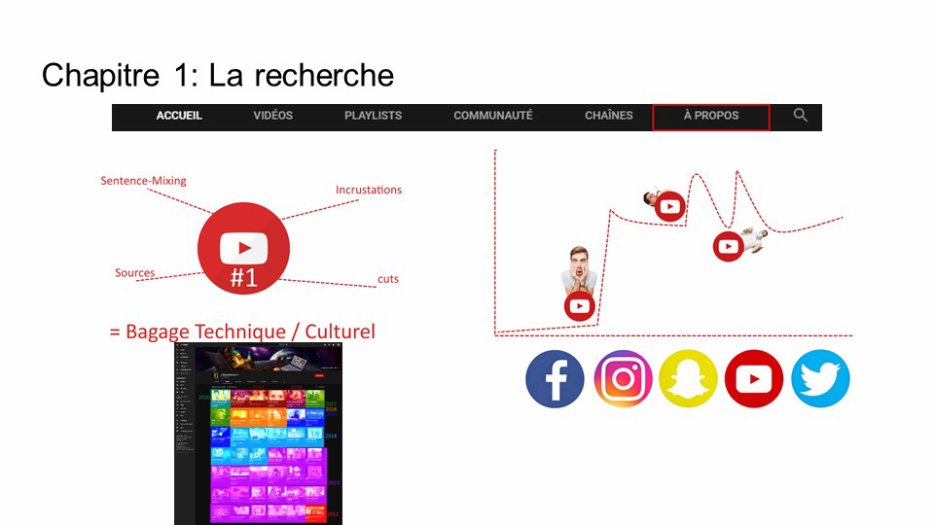 Chapitre 1: La recherche
ACCUEIL VIDÉOS PLAYLISTS COMMUNAUTÉ CHAÎNES À PROPOS
Sentence-Mixing
Incrustations
Sources
#1
cuts
= Bagage Technique / Culturel
2020
2017
2016
2014
2013
2012